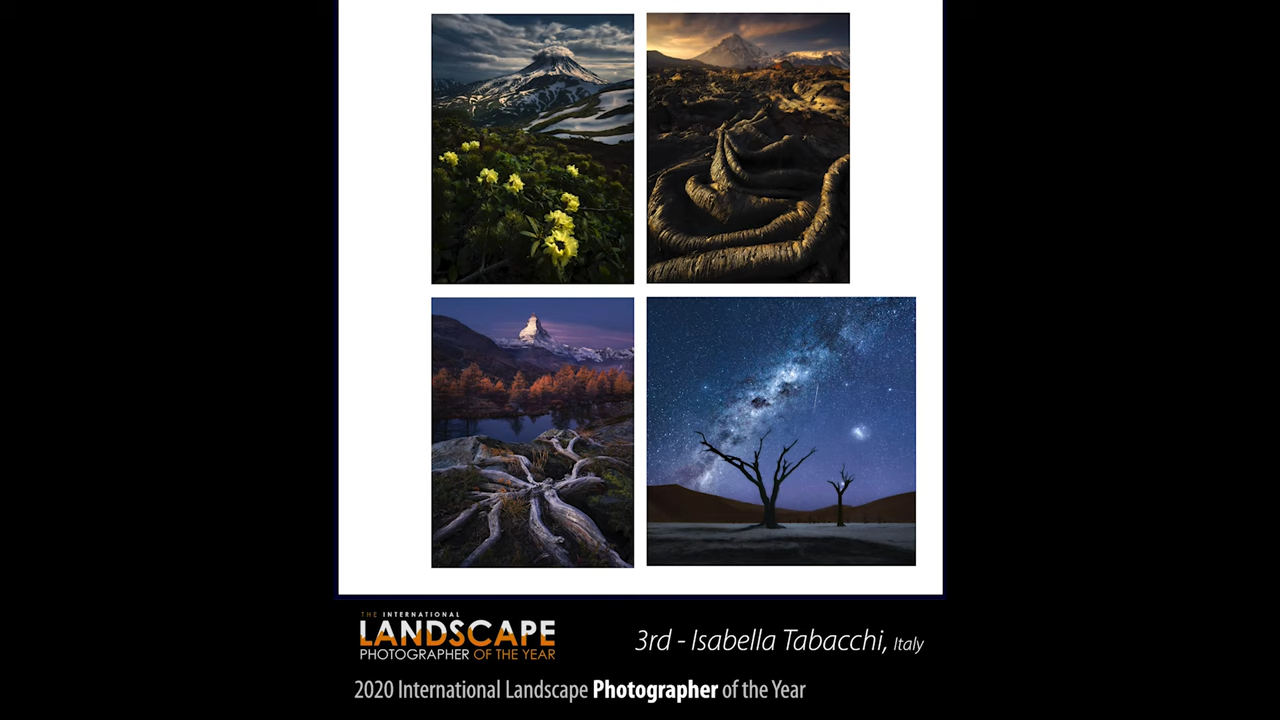 THE INTERNATIONAL
LANDSCAPE
PHOTOGRAPHER OF THE YEAR
3rd - Isabella Tabacchi, Italy
2020 International Landscape Photographer of the Year